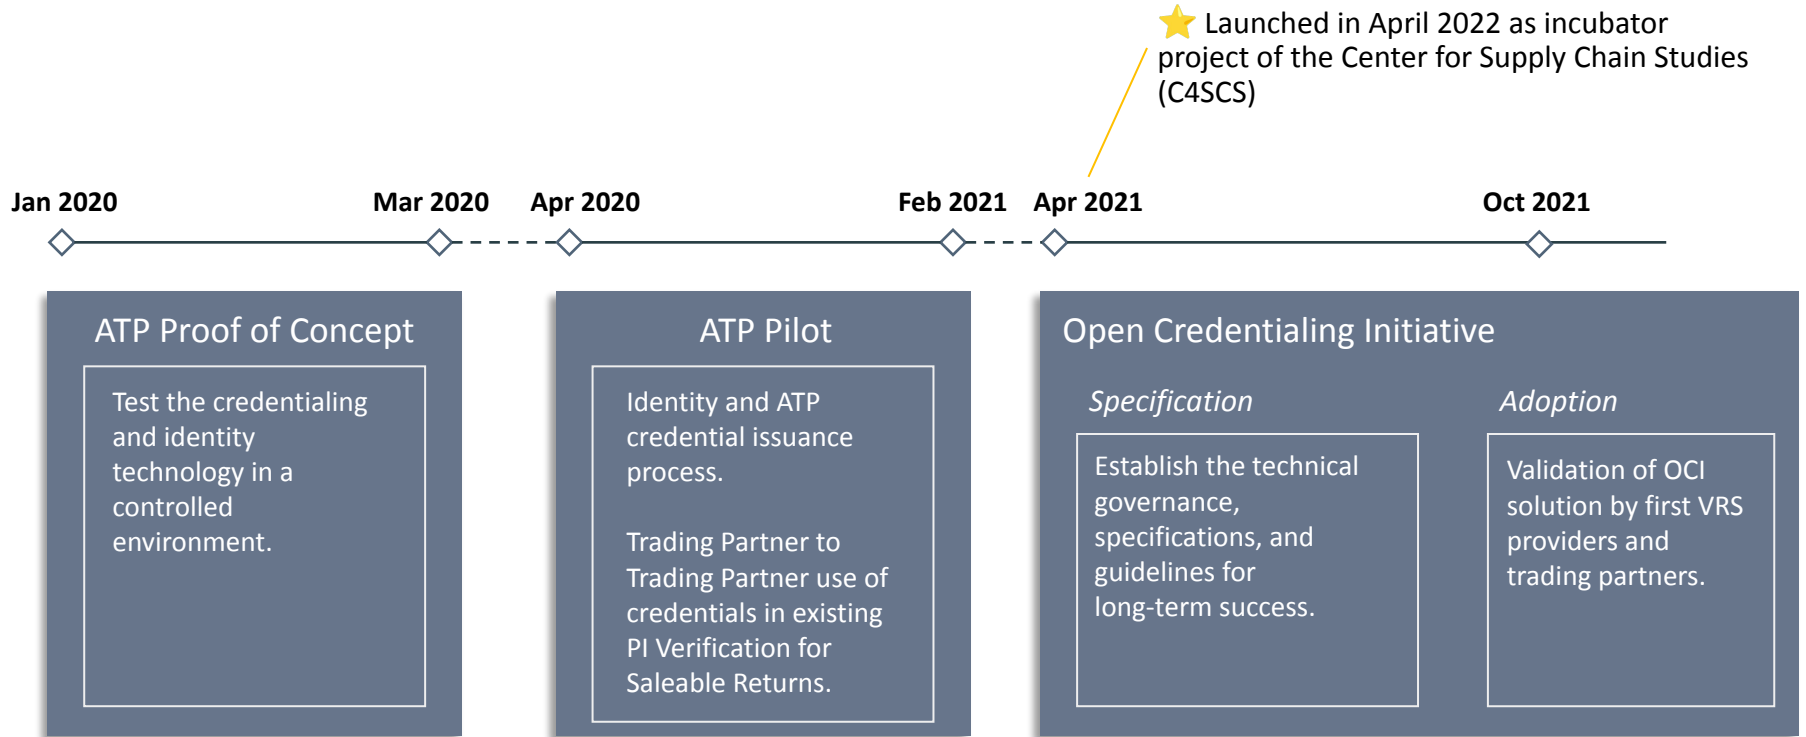 ⭐ Launched in April 2022 as incubator
project of the Center for Supply Chain Studies
(C4SCS)
Jan 2020
Mar 2020
Apr 2020
Feb 2021
Apr 2021
Oct 2021
ATP Proof of Concept
Test the credentialing
and identity
technology in a
controlled
environment.
ATP Pilot
Identity and ATP
credential issuance
process.
Trading Partner to
Trading Partner use of
credentials in existing
PI Verification for
Saleable Returns.
Open Credentialing Initiative
Specification
Establish the technical
governance,
specifications, and
guidelines for
long-term success.
Adoption
Validation of OCI
solution by first VRS
providers and
trading partners.